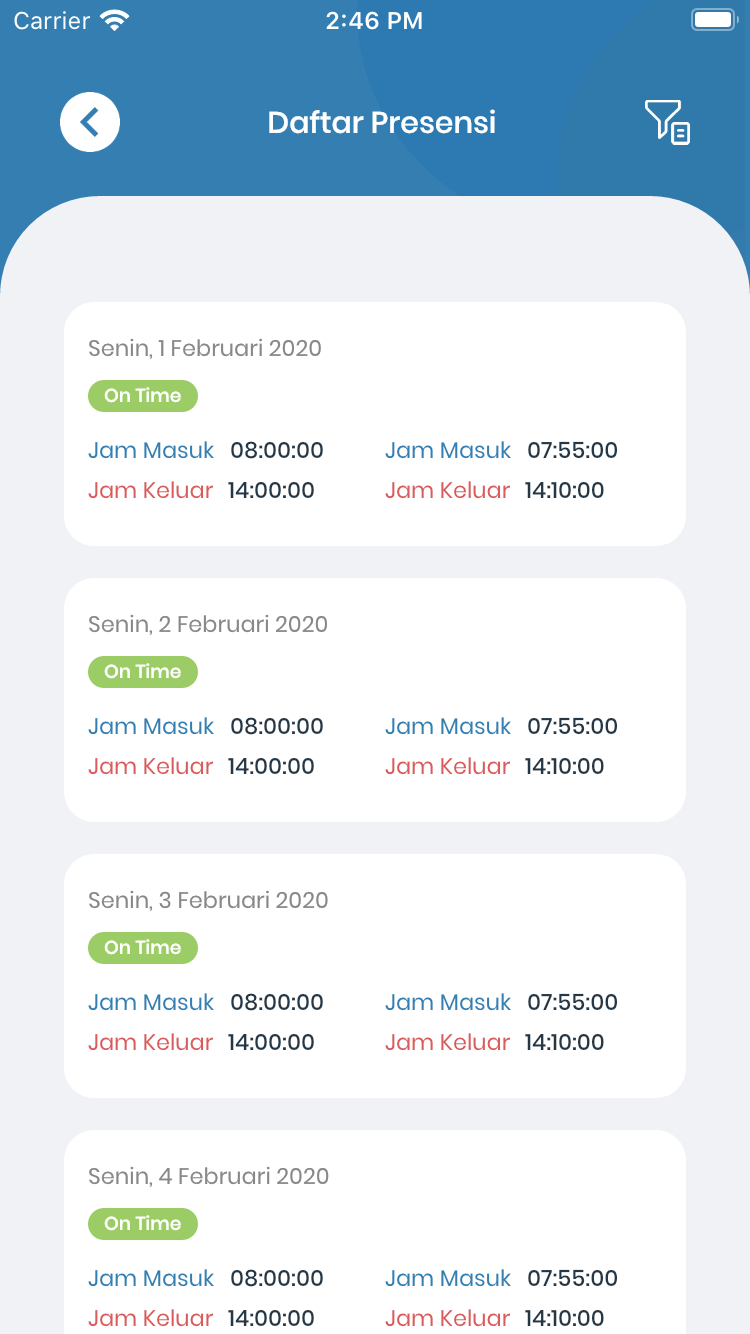 Carrier 2:46 PM
Daftar Presensi
Senin, 1 Februari 2020
On Time
Jam Masuk 08:00:00 Jam Masuk 07:55:00
Jam Keluar 14:00:00 Jam Keluar 14:10:00
Senin, 2 Februari 2020
On Time
Jam Masuk 08:00:00 Jam Masuk 07:55:00
Jam Keluar 14:00:00 Jam Keluar 14:10:00
Senin, 3 Februari 2020
On Time
Jam Masuk 08:00:00 Jam Masuk 07:55:00
Jam Keluar 14:00:00 Jam Keluar 14:10:00
Senin, 4 Februari 2020
On Time
Jam Masuk 08:00:00 Jam Masuk 07:55:00
Jam Keluar 14:00:00 Jam Keluar 14:10:00